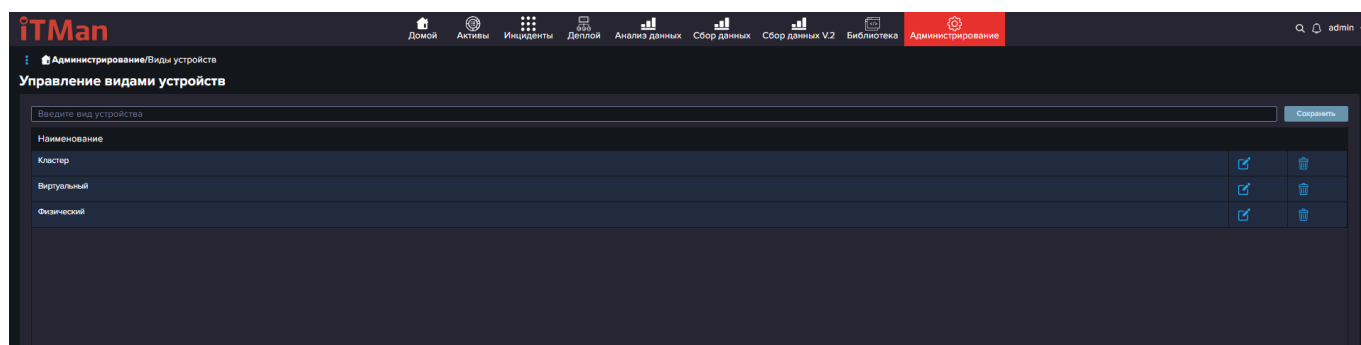 iTMan
Домой Активы Инциденты Деплой Анализ данных Сбор данных Сбор данных V.2 Библиотека Администрирование admin
Администрирование/Виды устройств
Управление видами устройств
Введите вид устройства Сохранить
Наименование
Кластер
Виртуальный
Физический